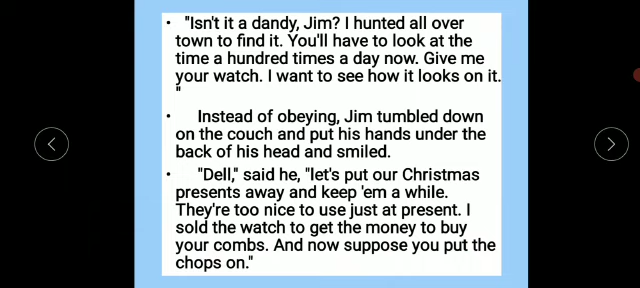 • "Isn't it a dandy, Jim? I hunted all over
town to find it. You'll have to look at the
time a hundred times a day now. Give me
your watch. I want to see how it looks on it.
"
• Instead of obeying, Jim tumbled down
on the couch and put his hands under the
back of his head and smiled.
• "Dell," said he, "let's put our Christmas
presents away and keep 'em a while.
They're too nice to use just at present. I
sold the watch to get the money to buy
your combs. And now suppose you put the
chops on."